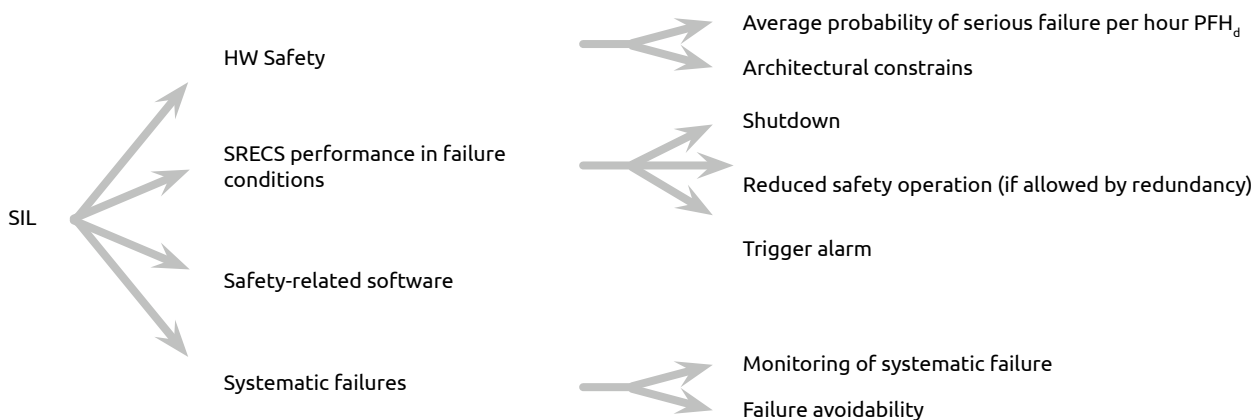 SIL
HW Safety
Average probability of serious failure per hour PFHd
Architectural constrains
SRECS performance in failure
conditions
Shutdown
Reduced safety operation (if allowed by redundancy)
Trigger alarm
Safety-related software
Systematic failures
Monitoring of systematic failure
Failure avoidability